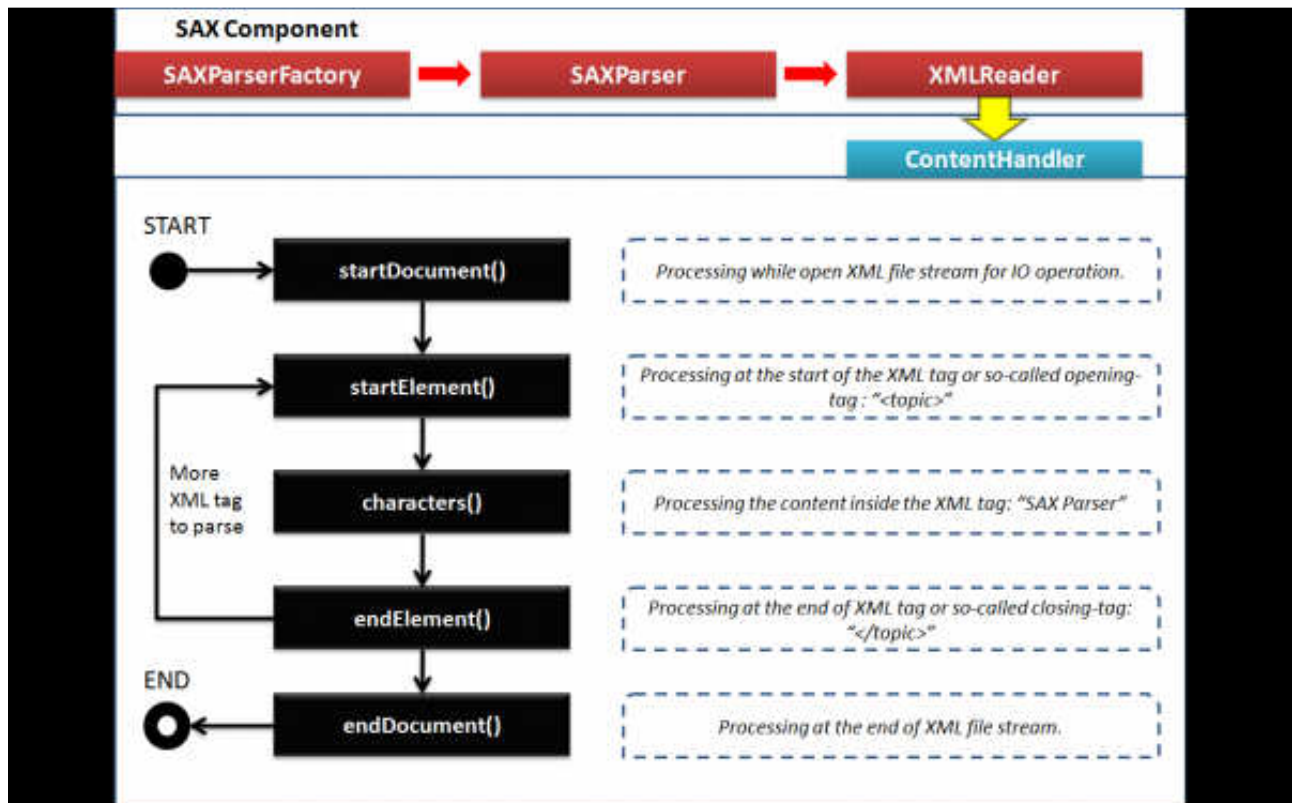 SAX Component
SAXParserFactory
SAXParser
XMLReader
ContentHandler
START
startDocument()
Processing while open XML file stream for IO operation.
startElement()
Processing at the start of the XML tag or so-called opening-
tag : “<topic>”
More
XML tag
to parse
characters()
Processing the content inside the XML tag: “SAX Parser”
endElement()
Processing at the end of XML tag or so-called closing-tag:
“</topic>”
END
endDocument()
Processing at the end of XML file stream.